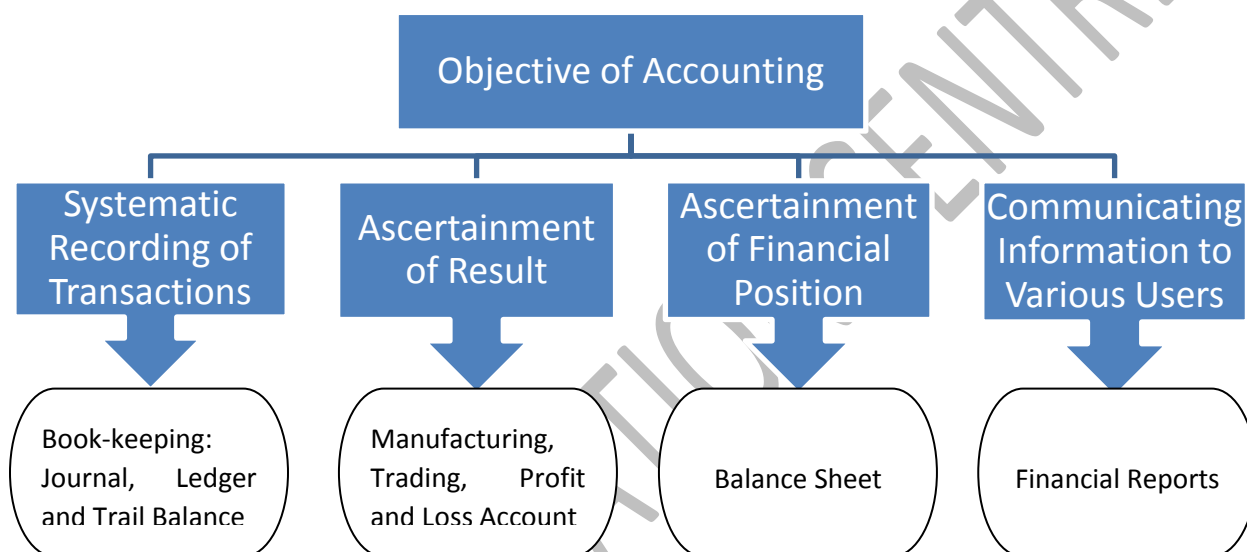 Objective of Accounting
Systematic
Recording of
Transactions
Ascertainment
of Result
Ascertainment
of Financial
Position
Communicating
Information to
Various Users
Book-keeping:
Journal, Ledger
and Trail Balance
Manufacturing,
Trading, Profit
and Loss Account
Balance Sheet
Financial Reports